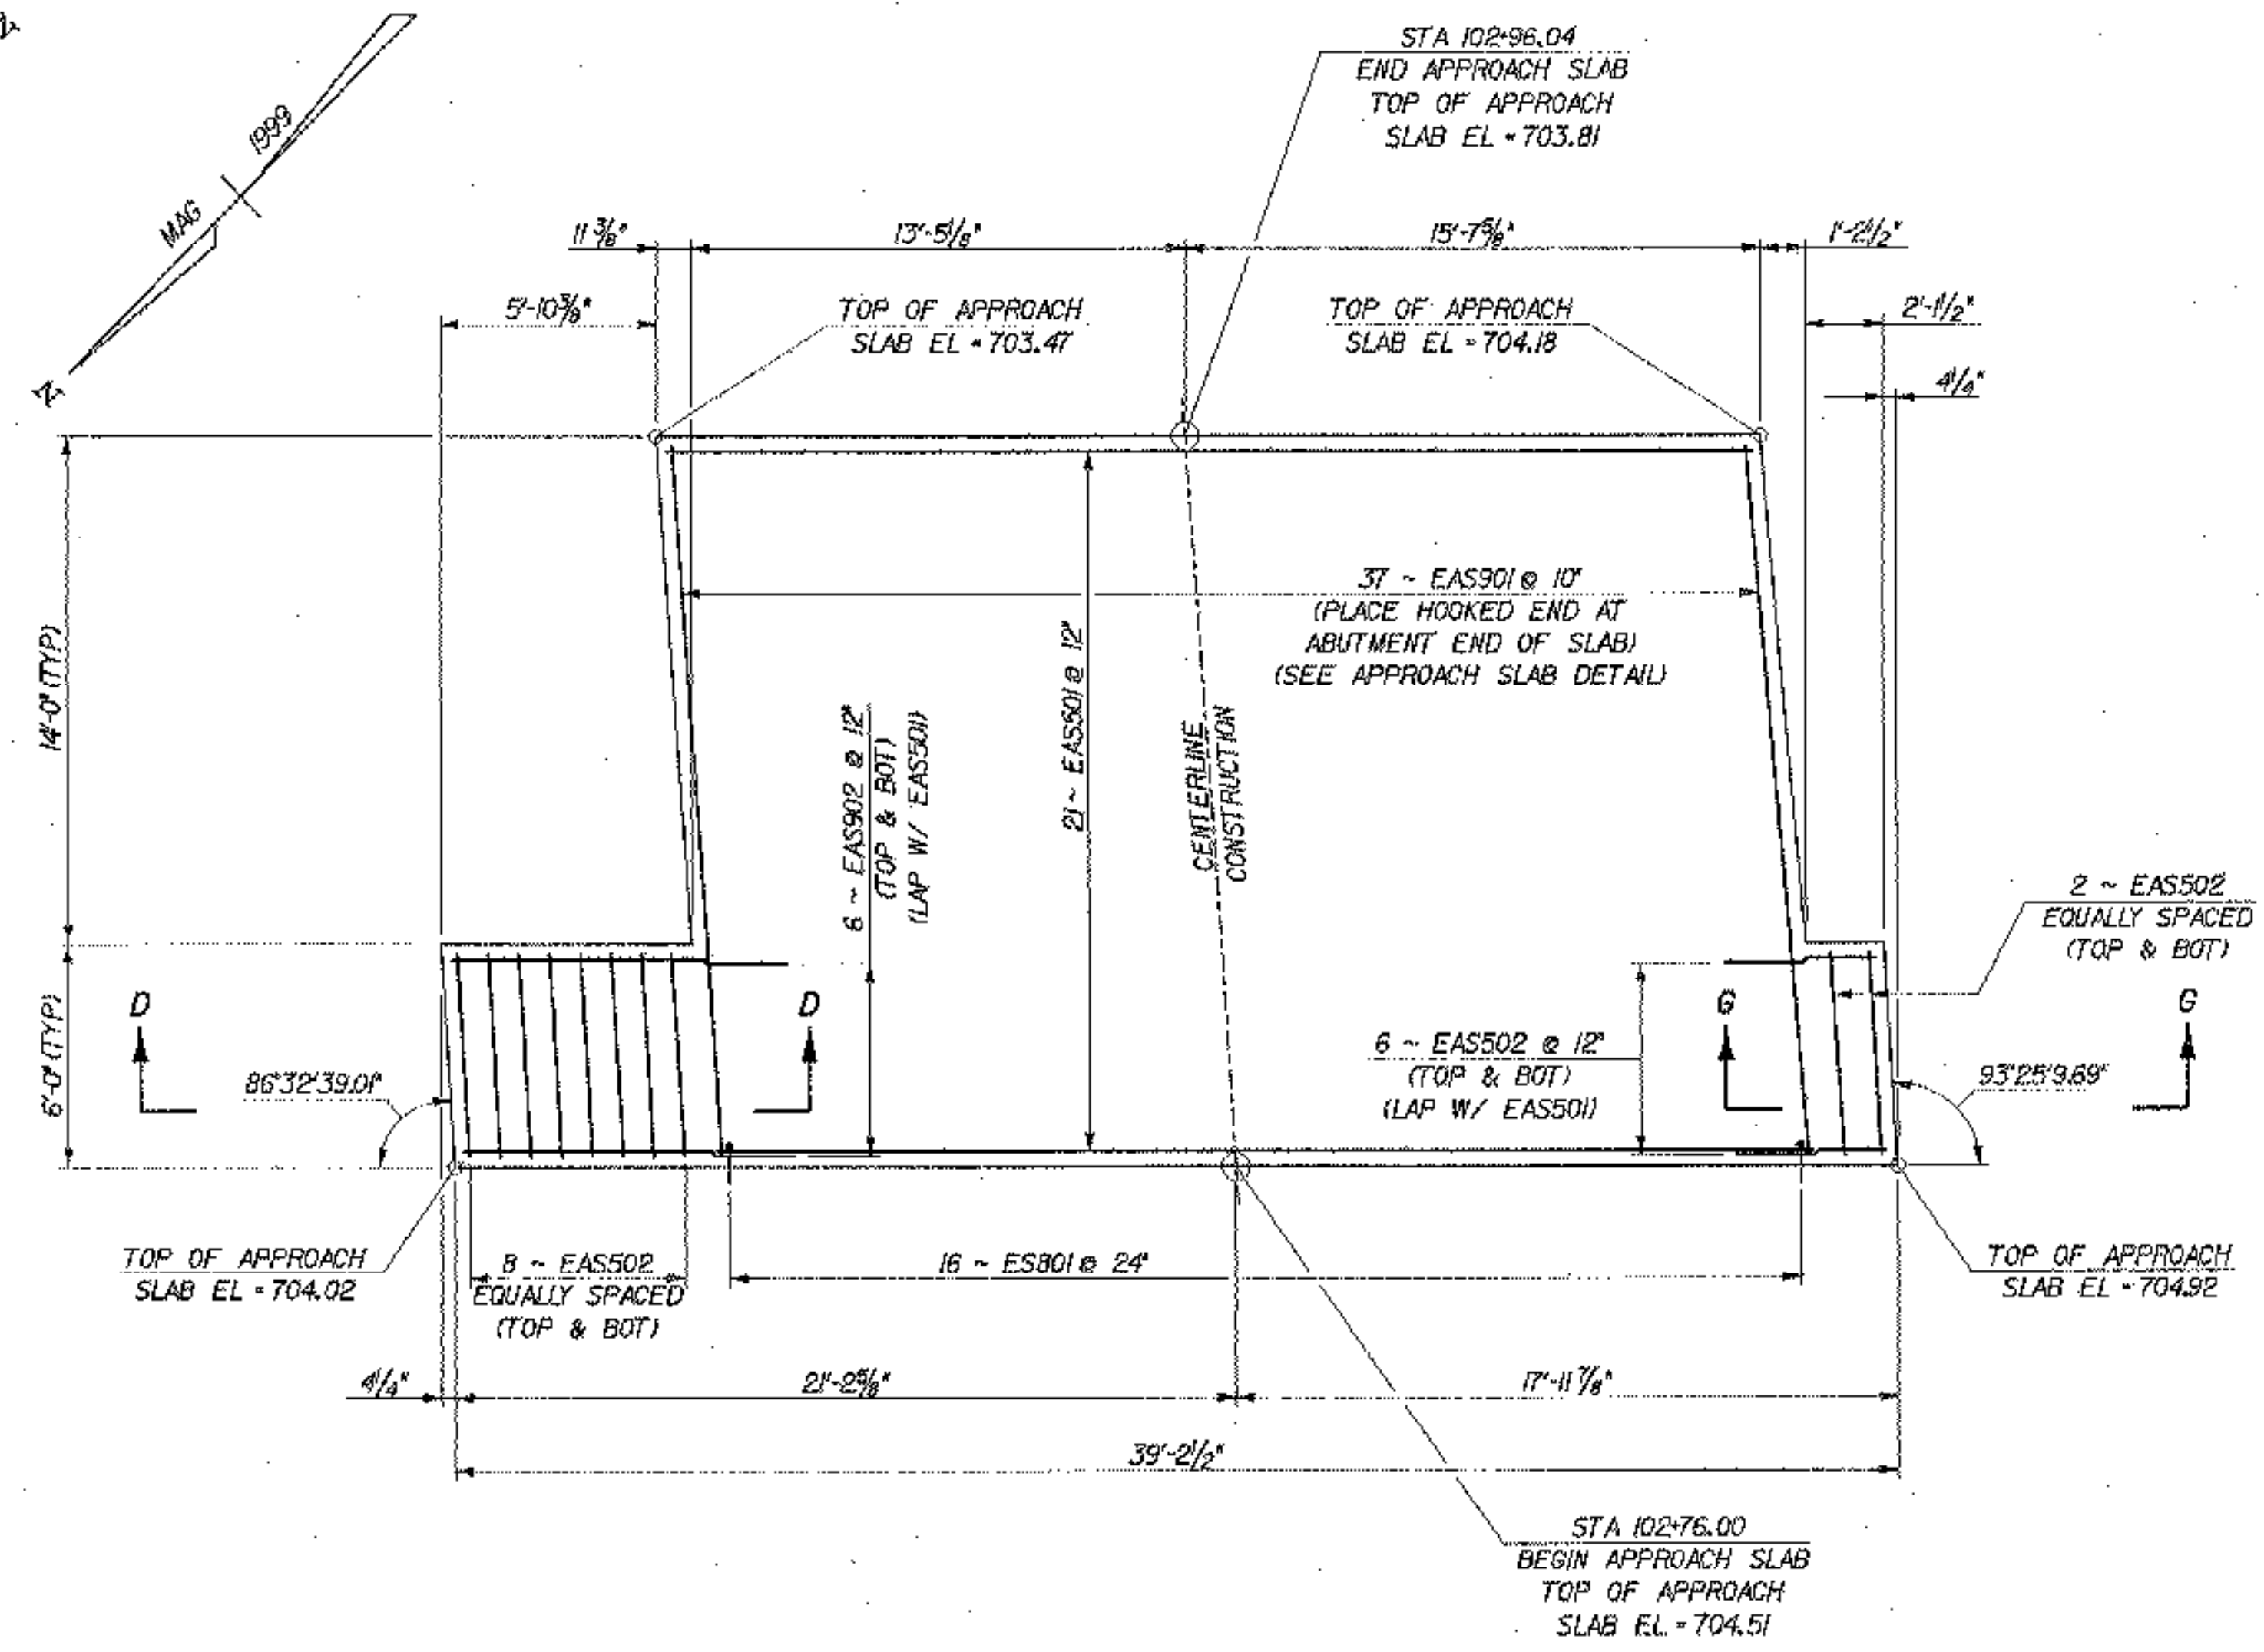 STA 102+96.04
END APPROACH SLAB
TOP OF APPROACH
SLAB EL = 703.81
1999
MAG
N
11 3/8"
13'-5 1/8"
15'-7 5/8"
1'-2 1/2"
5'-10 3/8"
TOP OF APPROACH
SLAB EL = 703.47
TOP OF APPROACH
SLAB EL = 704.18
2'-1 1/2"
4 1/4"
37 ~ EAS901 @ 10"
(PLACE HOOKED END AT
ABUTMENT END OF SLAB)
(SEE APPROACH SLAB DETAIL)
14'-0" (TYP)
6 ~ EAS902 @ 12"
(TOP & BOT)
(LAP W/ EAS501)
21 ~ EAS501 @ 12"
CENTERLINE
CONSTRUCTION
2 ~ EAS502
EQUALLY SPACED
(TOP & BOT)
D
D
G
G
6'-0" (TYP)
86°32'39.01"
6 ~ EAS502 @ 12"
(TOP & BOT)
(LAP W/ EAS501)
93°25'9.69"
TOP OF APPROACH
SLAB EL = 704.02
8 ~ EAS502
EQUALLY SPACED
(TOP & BOT)
16 ~ ES801 @ 24"
TOP OF APPROACH
SLAB EL = 704.92
4 1/4"
21'-2 5/8"
17'-11 7/8"
39'-2 1/2"
STA 102+76.00
BEGIN APPROACH SLAB
TOP OF APPROACH
SLAB EL = 704.51